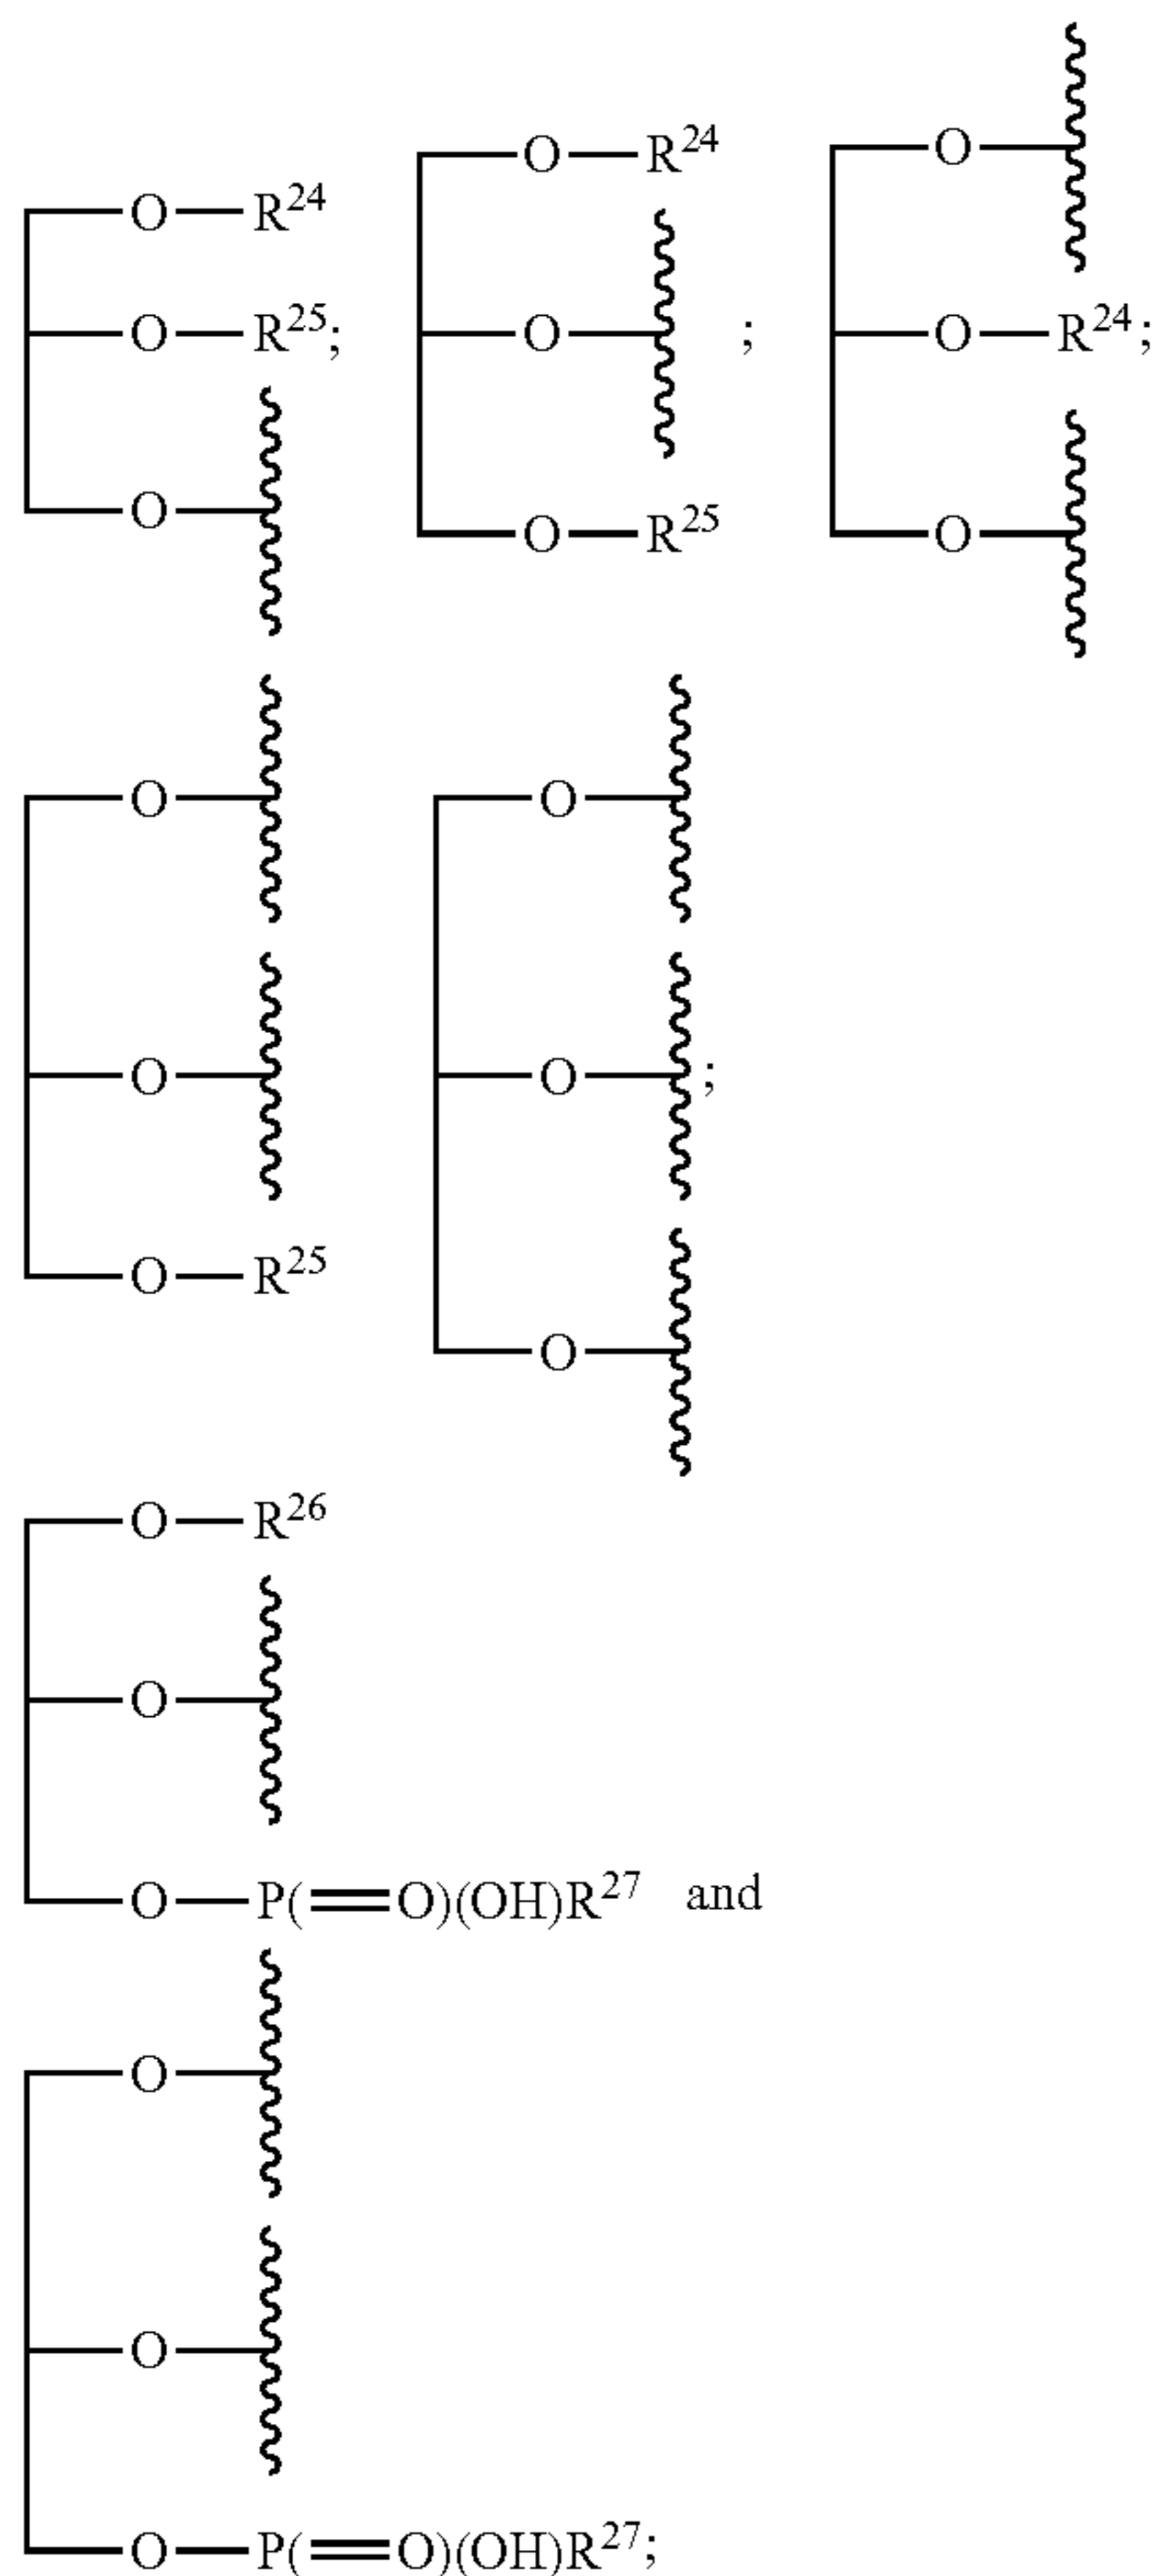 O—R²⁴ O—R²⁴ O
O—R²⁵; O ; O—R²⁴;
O O—R²⁵ O
O O
O O ;
O—R²⁵ O
O—R²⁶
O
O—P(=O)(OH)R²⁷ and
O
O
O—P(=O)(OH)R²⁷;